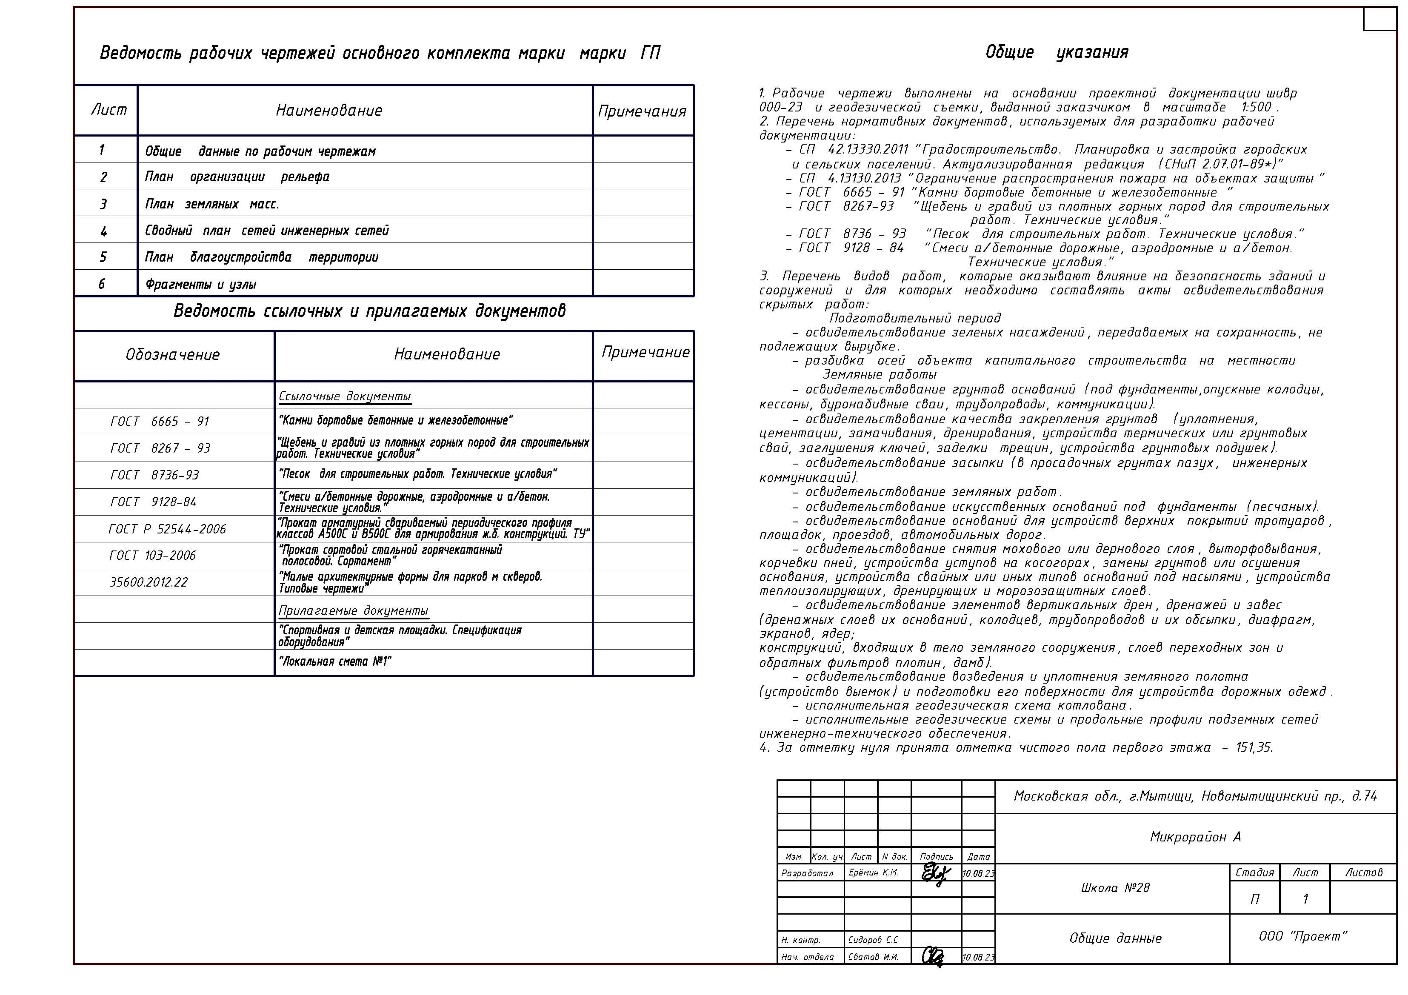 Ведомость рабочих чертежей основного комплекта марки марки ГП
Лист Наименование Примечания
1 Общие данные по рабочим чертежам
2 План организации рельефа
3 План земляных масс.
4 Сводный план сетей инженерных сетей
5 План благоустройства территории
6 Фрагменты и узлы
Ведомость ссылочных и прилагаемых документов
Обозначение Наименование Примечание
Ссылочные документы
ГОСТ 6665 - 91 "Камни бортовые бетонные и железобетонные"
ГОСТ 8267 - 93 "Щебень и гравий из плотных горных пород для строительных
работ. Технические условия"
ГОСТ 8736-93 "Песок для строительных работ. Технические условия"
ГОСТ 9128-84 "Смеси а/бетонные дорожные, аэродромные и а/бетон.
Технические условия."
ГОСТ Р 52544-2006 "Прокат арматурный свариваемый периодического профиля
классов А500С и В500С для армирования ж.б. конструкций. ТУ"
ГОСТ 103-2006 "Прокат сортовой стальной горячекатанный
полосовой. Сортамент"
35600.2012.22 "Малые архитектурные формы для парков м скверов.
Типовые чертежи"
Прилагаемые документы
"Спортивная и детская площадки. Спецификация
оборудования"
"Локальная смета №1"
Общие указания
1. Рабочие чертежи выполнены на основании проектной документации шивр
000-23 и геодезической съемки, выданной заказчиком в масштабе 1:500 .
2. Перечень нормативных документов, используемых для разработки рабочей
документации:
- СП 42.13330.2011 "Градостроительство. Планировка и застройка городских
и сельских поселений. Актуализированная редакция (СНиП 2.07.01-89*)"
- СП 4.13130.2013 "Ограничение распространения пожара на объектах защиты "
- ГОСТ 6665 - 91 "Камни бортовые бетонные и железобетонные "
- ГОСТ 8267-93 "Щебень и гравий из плотных горных пород для строительных
работ. Технические условия."
- ГОСТ 8736 - 93 "Песок для строительных работ. Технические условия."
- ГОСТ 9128 - 84 "Смеси а/бетонные дорожные, аэродромные и а/бетон.
Технические условия."
3. Перечень видов работ, которые оказывают влияние на безопасность зданий и
сооружений и для которых необходимо составлять акты освидетельствования
скрытых работ:
Подготовительный период
- освидетельствование зеленых насаждений, передаваемых на сохранность, не
подлежащих вырубке.
- разбивка осей объекта капитального строительства на местности
Земляные работы
- освидетельствование грунтов оснований (под фундаменты,опускные колодцы,
кессоны, буронабивные сваи, трубопроводы, коммуникации).
- освидетельствование качества закрепления грунтов (уплотнения,
цементации, замачивания, дренирования, устройства термических или грунтовых
свай, заглушения ключей, заделки трещин, устройства грунтовых подушек).
- освидетельствование засыпки (в просадочных грунтах пазух, инженерных
коммуникаций).
- освидетельствование земляных работ.
- освидетельствование искусственных оснований под фундаменты (песчаных).
- освидетельствование оснований для устройств верхних покрытий тротуаров,
площадок, проездов, автомобильных дорог.
- освидетельствование снятия мохового или дернового слоя, выторфовывания,
корчевки пней, устройства уступов на косогорах, замены грунтов или осушения
основания, устройства свайных или иных типов оснований под насыпями, устройства
теплоизолирующих, дренирующих и морозозащитных слоев.
- освидетельствование элементов вертикальных дрен, дренажей и завес
(дренажных слоев их оснований, колодцев, трубопроводов и их обсыпки, диафрагм,
экранов, ядер;
конструкций, входящих в тело земляного сооружения, слоев переходных зон и
обратных фильтров плотин, дамб).
- освидетельствование возведения и уплотнения земляного полотна
(устройство выемок) и подготовки его поверхности для устройства дорожных одежд .
- исполнительная геодезическая схема котлована.
- исполнительные геодезические схемы и продольные профили подземных сетей
инженерно-технического обеспечения.
4. За отметку нуля принята отметка чистого пола первого этажа - 151,35.
Московская обл., г.Мытищи, Новомытищинский пр., д.74
Микрорайон А
Изм Кол. уч Лист N док. Подпись Дата
Разработал Ерёмин К.М. 10.08.23
Школа №28 Стадия Лист Листов
П 1
Н. контр. Сидоров С.С
Общие данные ООО "Проект"
Нач. отдела Сбатов И.И. 10.08.23